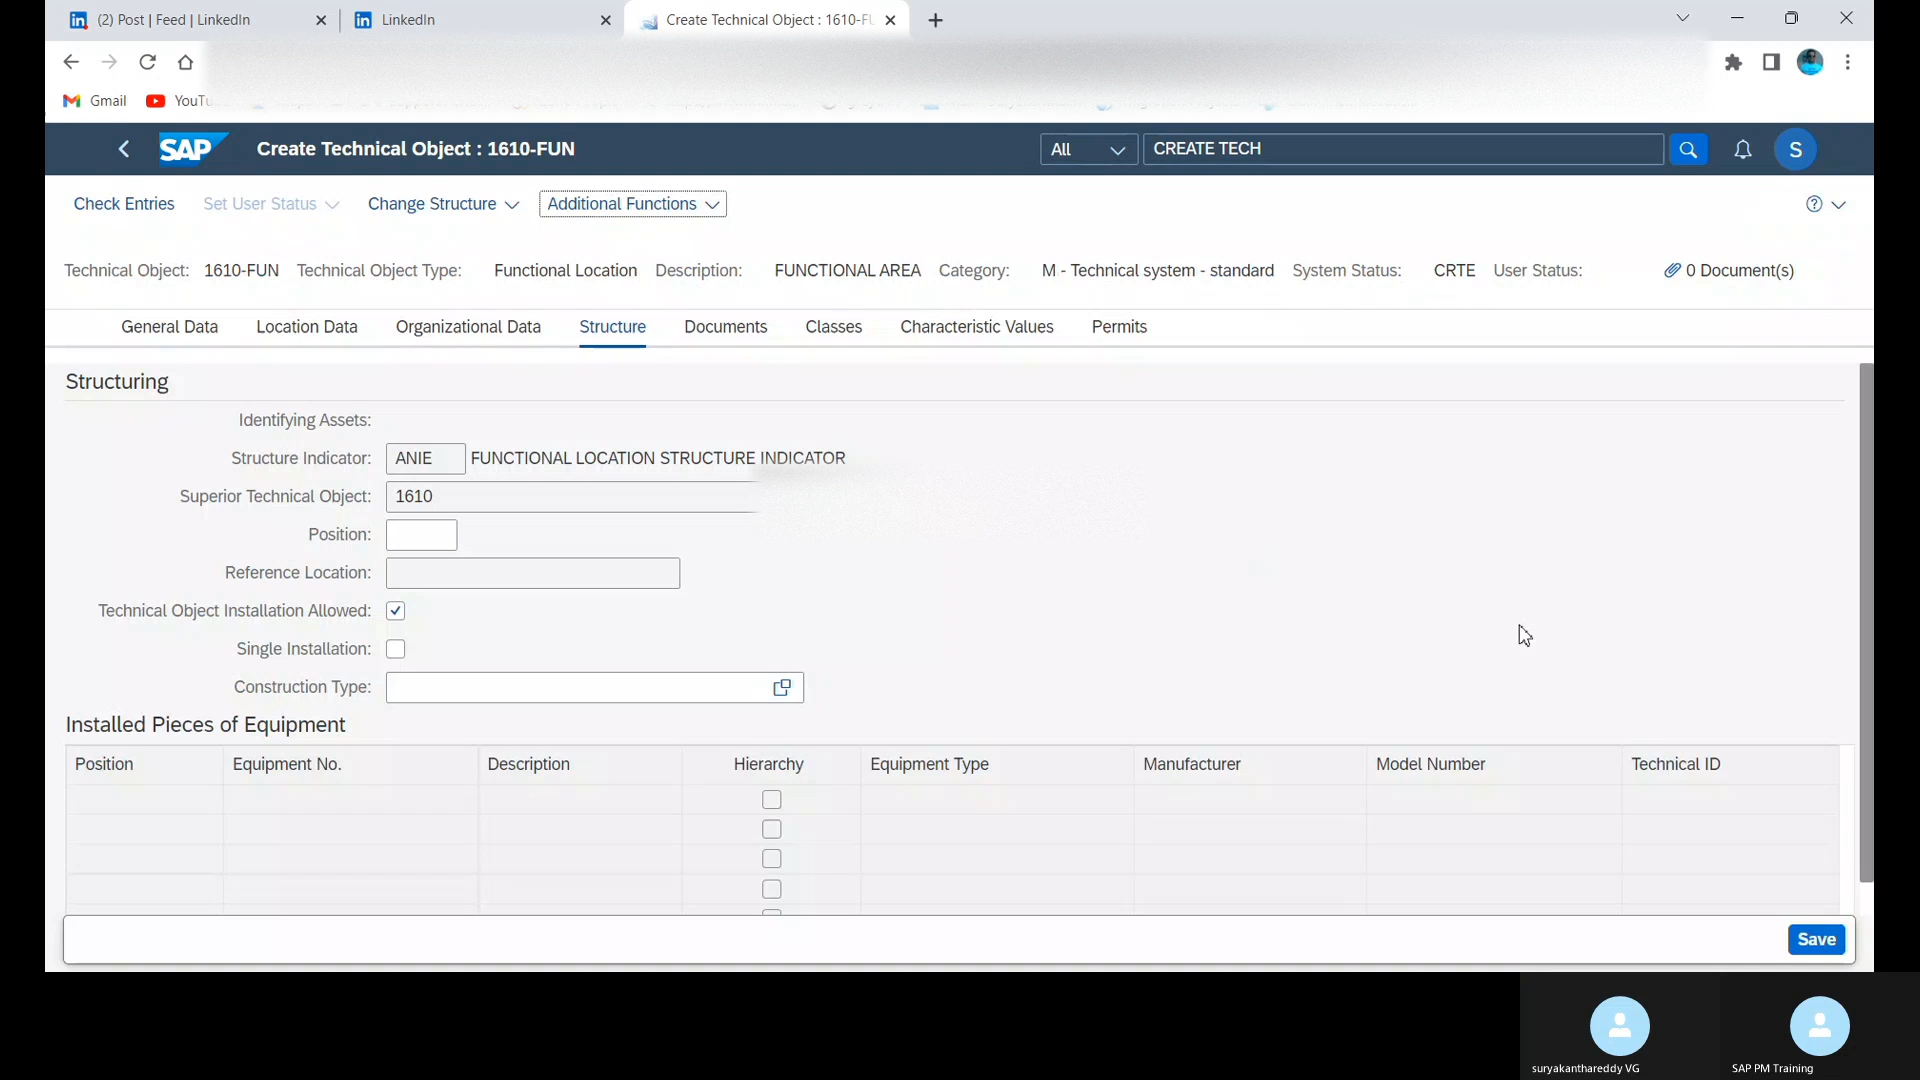 (2) Post | Feed | LinkedIn
LinkedIn
Create Technical Object : 1610-FU
Gmail
YouTu
SAP
Create Technical Object : 1610-FUN
All
CREATE TECH
S
Check Entries
Set User Status
Change Structure
Additional Functions
Technical Object: 1610-FUN Technical Object Type: Functional Location Description: FUNCTIONAL AREA Category: M - Technical system - standard System Status: CRTE User Status: 0 Document(s)
General Data Location Data Organizational Data Structure Documents Classes Characteristic Values Permits
Structuring
Identifying Assets:
Structure Indicator: ANIE FUNCTIONAL LOCATION STRUCTURE INDICATOR
Superior Technical Object: 1610
Position:
Reference Location:
Technical Object Installation Allowed:
Single Installation:
Construction Type:
Installed Pieces of Equipment
Position Equipment No. Description Hierarchy Equipment Type Manufacturer Model Number Technical ID
Save
suryakanthareddy VG
SAP PM Training